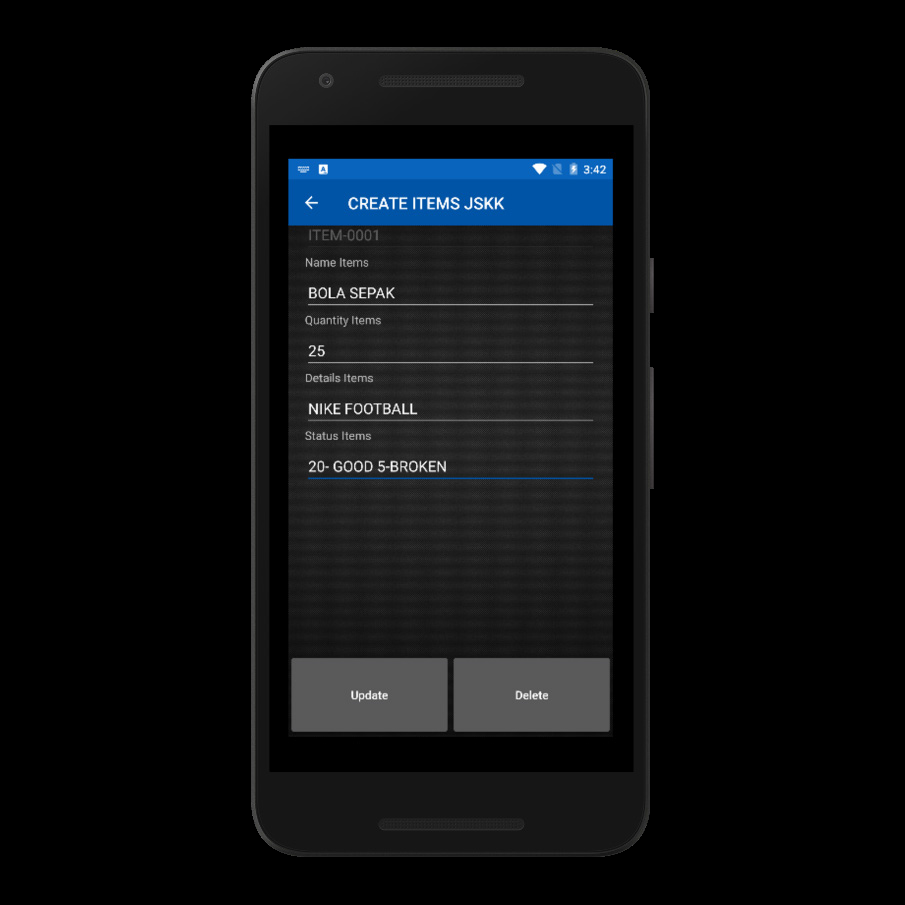 3:42
CREATE ITEMS JSKK
ITEM-0001
Name Items
BOLA SEPAK
Quantity Items
25
Details Items
NIKE FOOTBALL
Status Items
20- GOOD 5-BROKEN
Update Delete